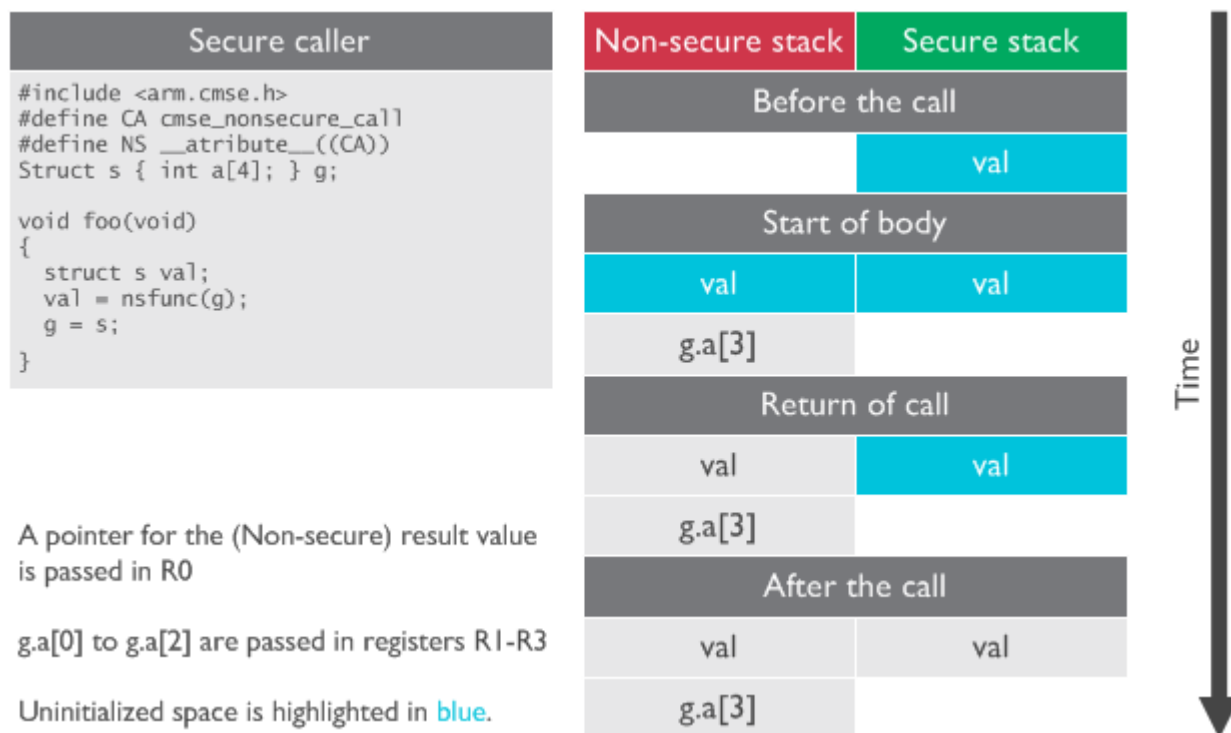 Secure caller
#include <arm.cmse.h>
#define CA cmse_nonsecure_call
#define NS __atribute__((CA))
Struct s { int a[4]; } g;
void foo(void)
{
struct s val;
val = nsfunc(g);
g = s;
}
A pointer for the (Non-secure) result value
is passed in R0
g.a[0] to g.a[2] are passed in registers R1-R3
Uninitialized space is highlighted in blue.
Non-secure stack Secure stack
Before the call
val
Start of body
val val
g.a[3]
Return of call
val val
g.a[3]
After the call
val val
g.a[3]
Time